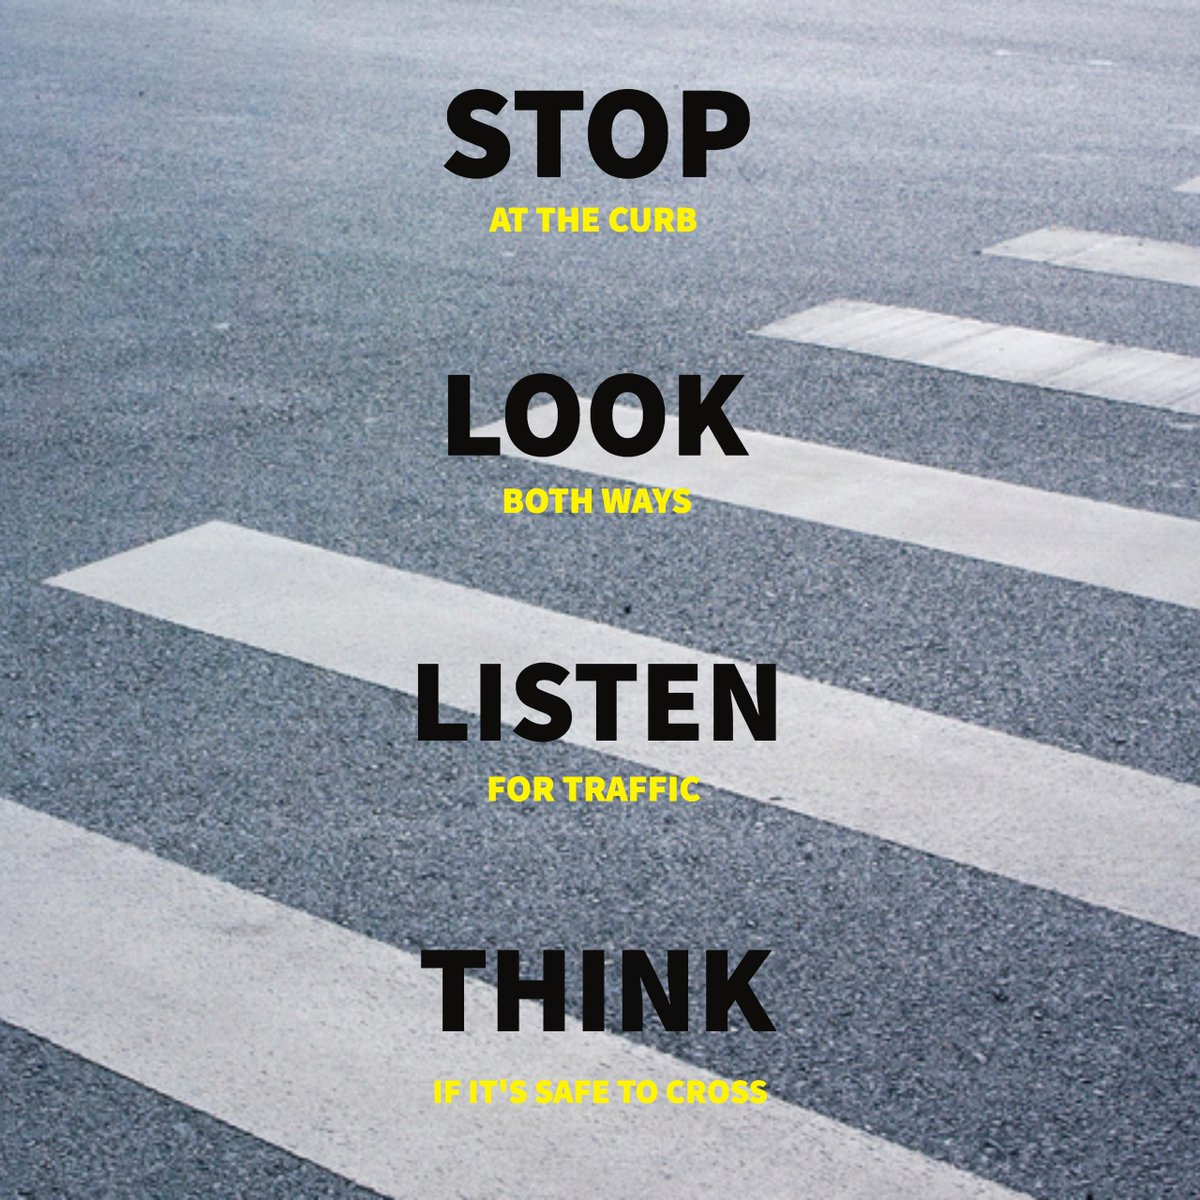 STOP
AT THE CURB
LOOK
BOTH WAYS
LISTEN
FOR TRAFFIC
THINK
IF IT'S SAFE TO CROSS